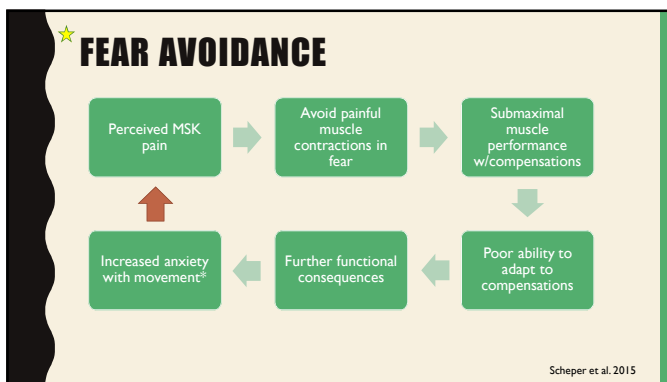 FEAR AVOIDANCE
Perceived MSK
pain
Avoid painful
muscle
contractions in
fear
Submaximal
muscle
performance
w/compensations
Poor ability to
adapt to
compensations
Further functional
consequences
Increased anxiety
with movement*
Scheper et al. 2015